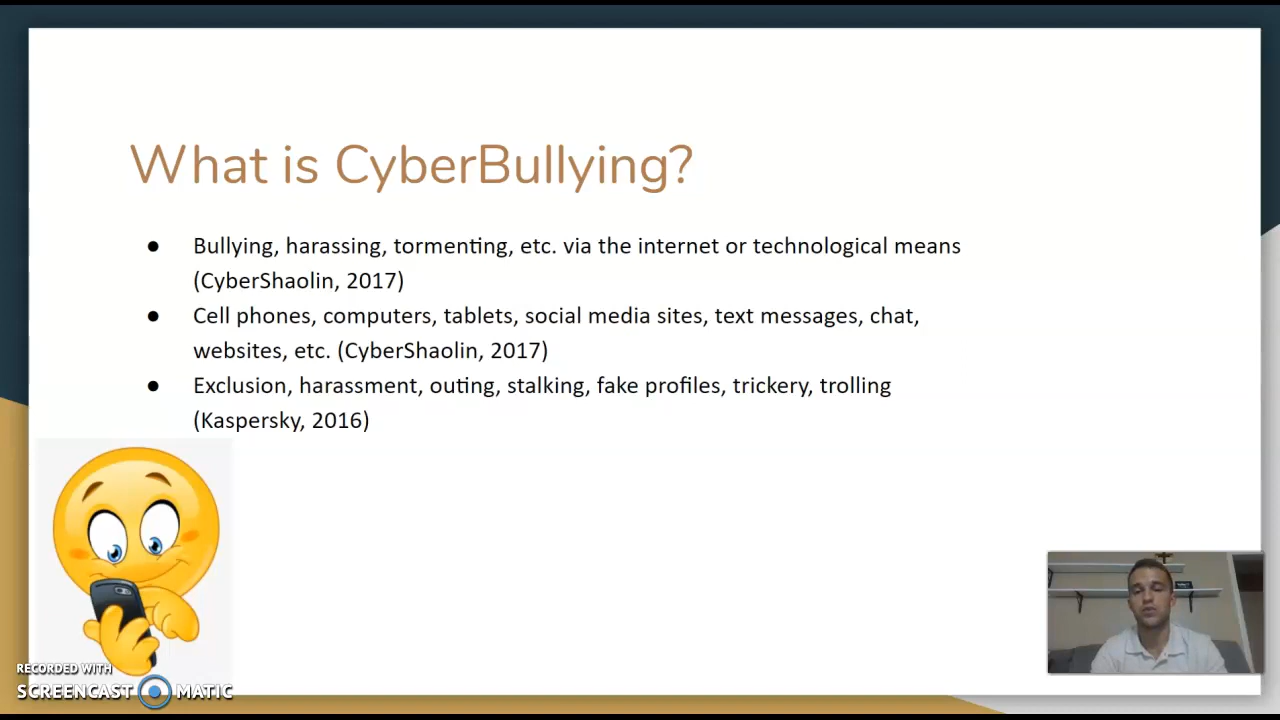 What is CyberBullying?
● Bullying, harassing, tormenting, etc. via the internet or technological means
(CyberShaolin, 2017)
● Cell phones, computers, tablets, social media sites, text messages, chat,
websites, etc. (CyberShaolin, 2017)
● Exclusion, harassment, outing, stalking, fake profiles, trickery, trolling
(Kaspersky, 2016)
RECORDED WITH
SCREENCAST MATIC